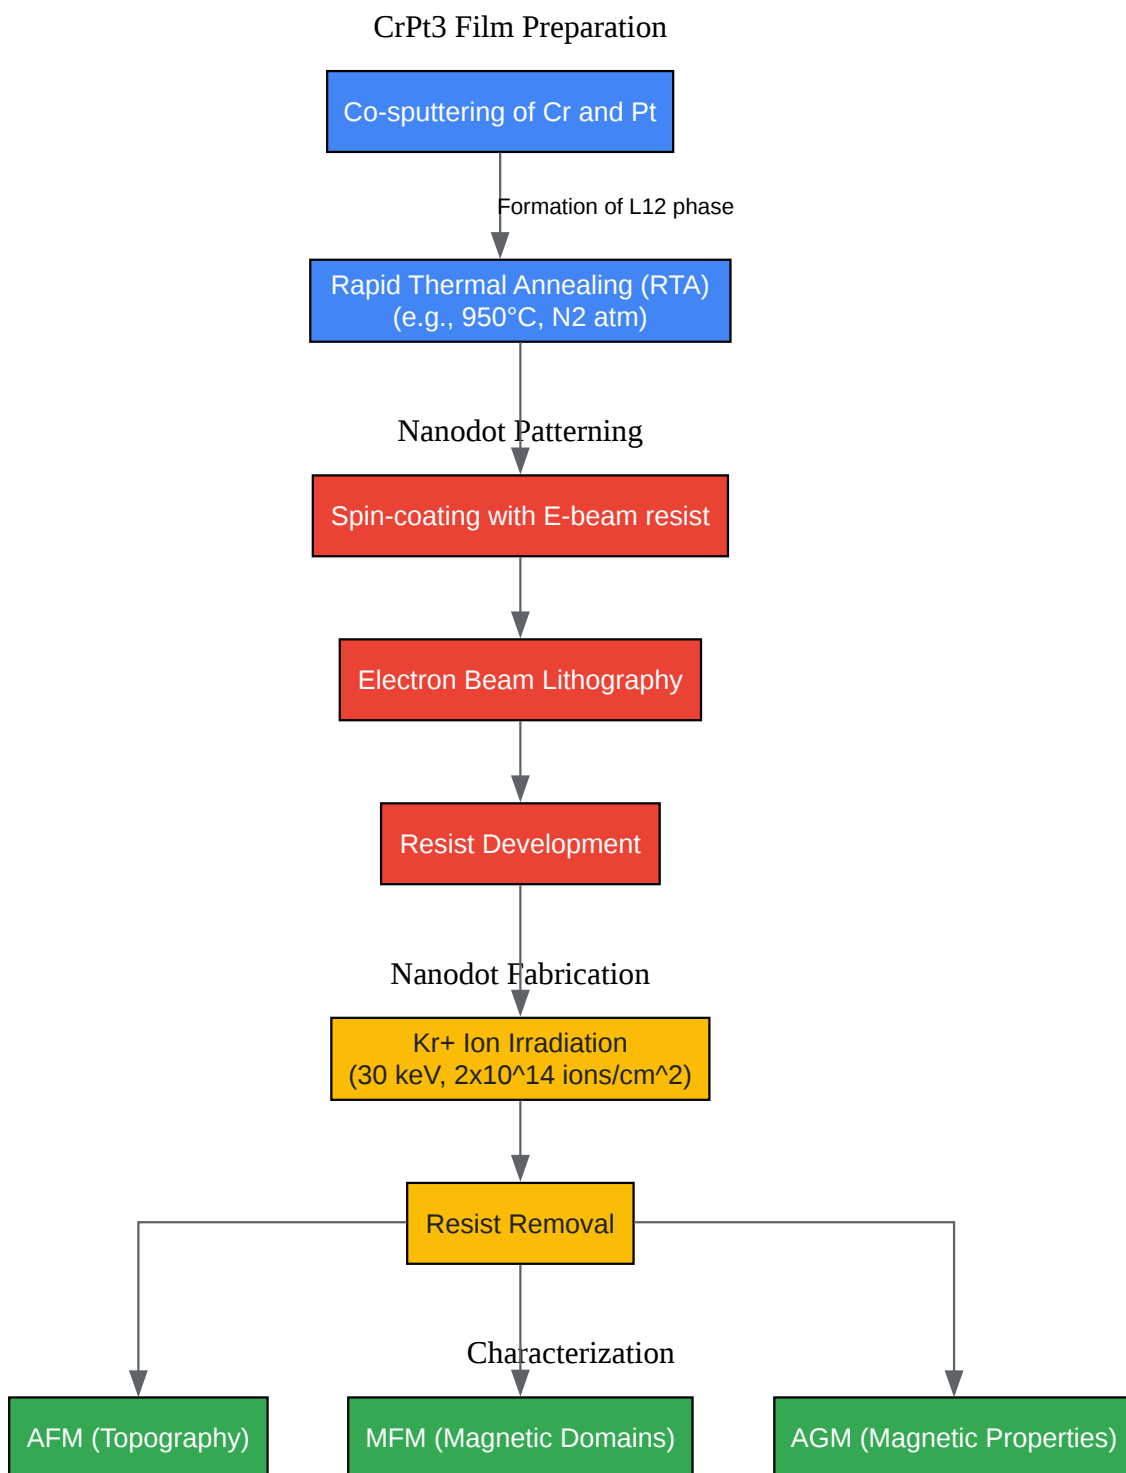 CrPt3 Film Preparation
Co-sputtering of Cr and Pt
Formation of L12 phase
Rapid Thermal Annealing (RTA)
(e.g., 950°C, N2 atm)
Nanodot Patterning
Spin-coating with E-beam resist
Electron Beam Lithography
Resist Development
Nanodot Fabrication
Kr+ Ion Irradiation
(30 keV, 2x10^14 ions/cm^2)
Resist Removal
Characterization
AFM (Topography)
MFM (Magnetic Domains)
AGM (Magnetic Properties)